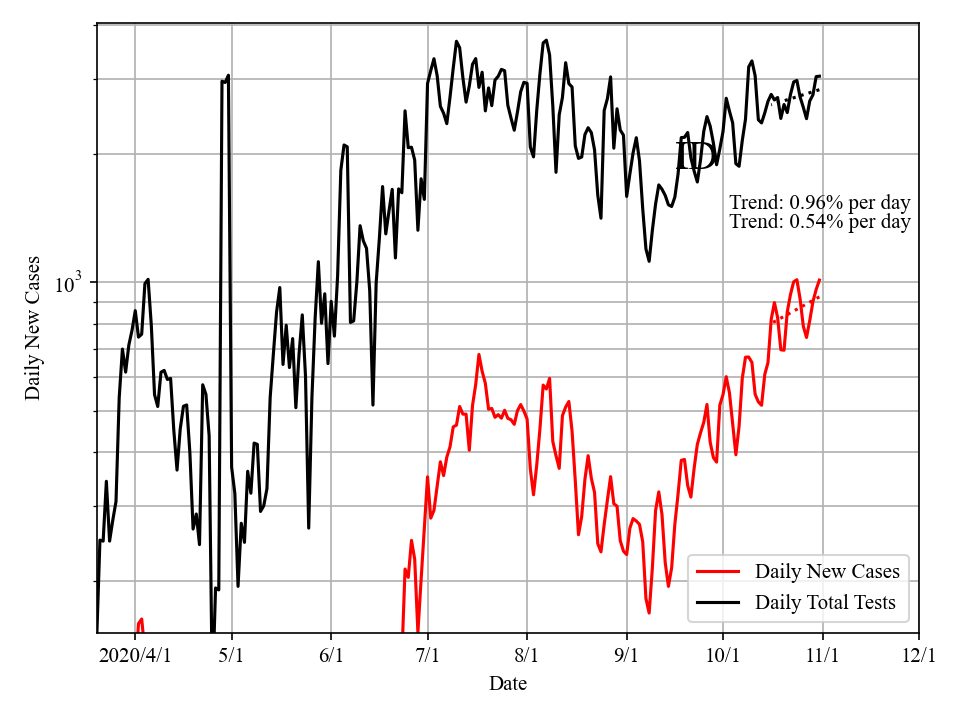 ID
Trend: 0.96% per day
Trend: 0.54% per day
10³
Daily New Cases
Daily New Cases
Daily Total Tests
2020/4/1 5/1 6/1 7/1 8/1 9/1 10/1 11/1 12/1
Date